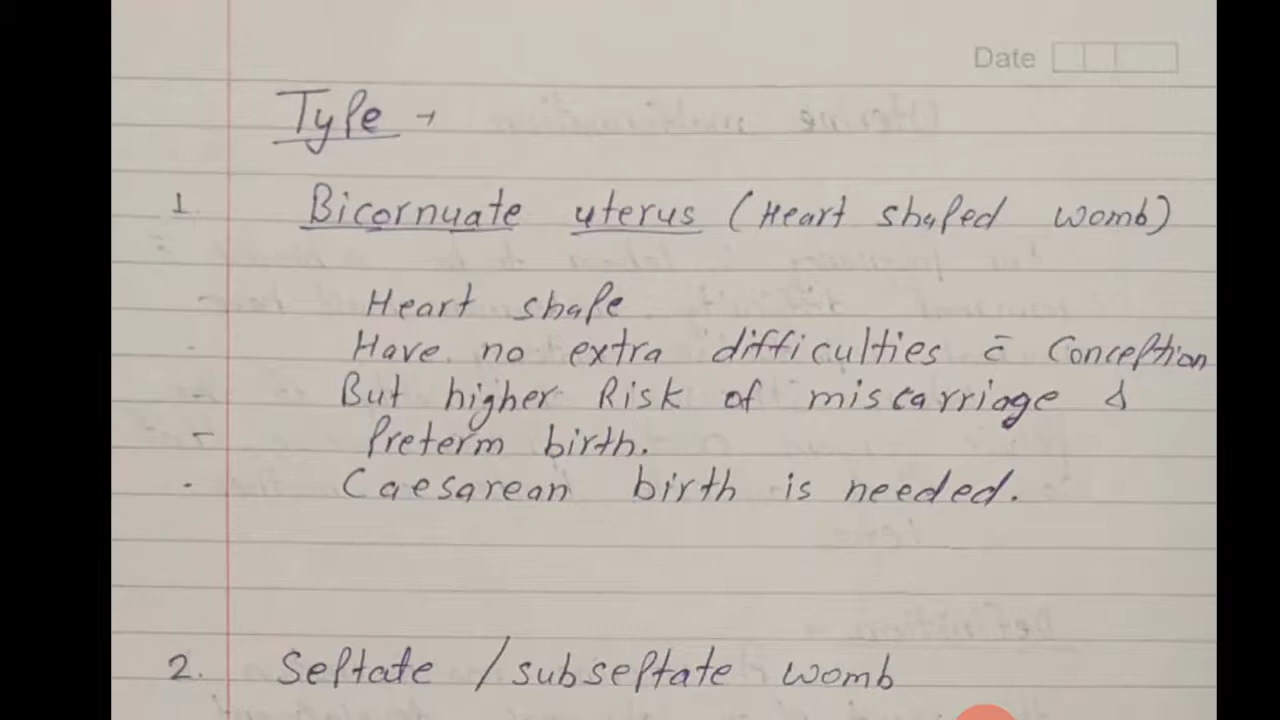 Date
Type →
1. Bicornuate uterus (Heart shaped womb)
Heart shape
Have no extra difficulties c̄ Conception
But higher Risk of miscarriage &
Preterm birth.
Caesarean birth is needed.
2. Septate / subseptate womb